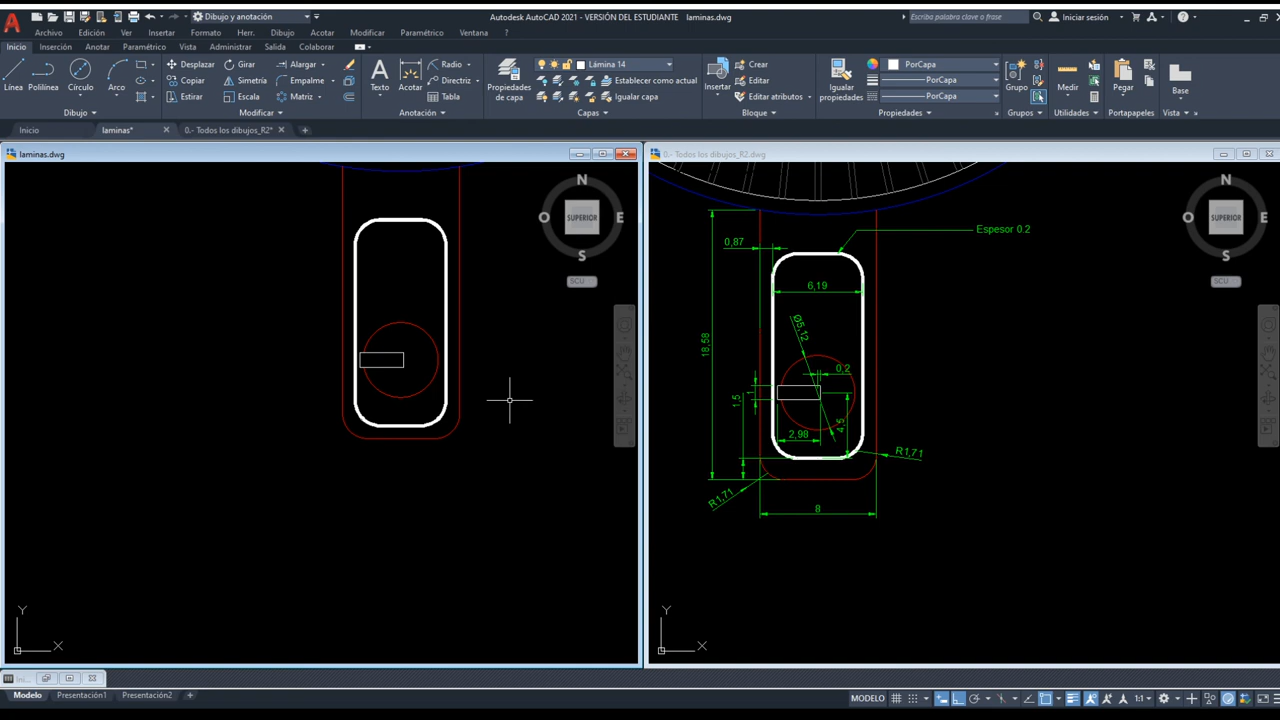 Dibujo y anotación
Autodesk AutoCAD 2021 - VERSIÓN DEL ESTUDIANTE laminas.dwg
Escriba palabra clave o frase
Iniciar sesión
Archivo Edición Ver Insertar Formato Herr. Dibujo Acotar Modificar Paramétrico Ventana ?
Inicio Inserción Anotar Paramétrico Vista Administrar Salida Colaborar
Línea Polilínea Círculo Arco
Desplazar Girar Alargar
Copiar Simetría Empalme
Estirar Escala Matriz
Texto Acotar
Radio
Directriz
Tabla
Propiedades de capa
Lámina 14
Establecer como actual
Igualar capa
Insertar
Crear
Editar
Editar atributos
Igualar propiedades
PorCapa
PorCapa
PorCapa
Grupo
Medir
Pegar
Base
Dibujo Modificar Anotación Capas Bloque Propiedades Grupos Utilidades Portapapeles Vista
Inicio laminas* 0.- Todos los dibujos_R2*
laminas.dwg
0.- Todos los dibujos_R2.dwg
N
O SUPERIOR E
S
SCU
N
O SUPERIOR E
S
SCU
Espesor 0.2
0,87
6,19
Ø5,12
18,58
0,2
1
1,5
4,5
2,98
R1,71
R1,71
8
Y
X
Y
X
Ini...
Modelo Presentación1 Presentación2
MODELO
1:1